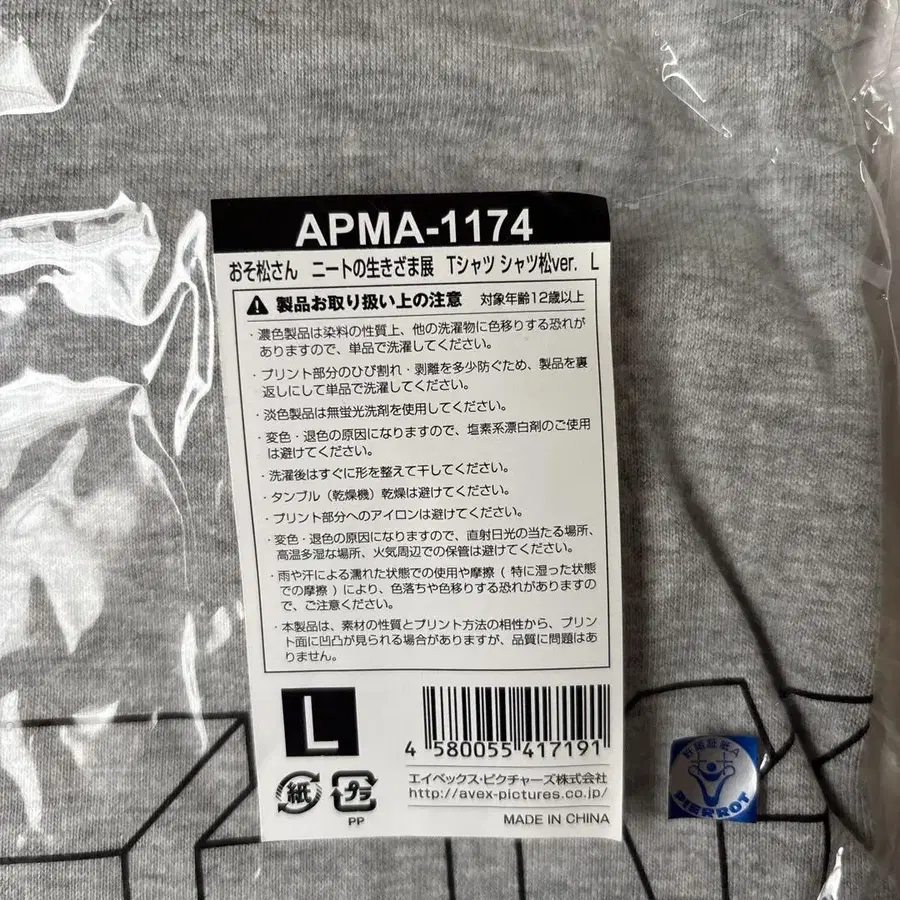 APMA-1174
おそ松さん　ニートの生きざま展　Tシャツ シャツ松ver.　L
製品お取り扱い上の注意　対象年齢12歳以上
・濃色製品は染料の性質上、他の洗濯物に色移りする恐れが
ありますので、単品で洗濯してください。
・プリント部分のひび割れ・剥離を多少防ぐため、製品を裏
返しにして単品で洗濯してください。
・淡色製品は無蛍光洗剤を使用してください。
・変色・退色の原因になりますので、塩素系漂白剤のご使用
は避けてください。
・洗濯後はすぐに形を整えて干してください。
・タンブル（乾燥機）乾燥は避けてください。
・プリント部分へのアイロンは避けてください。
・変色・退色の原因になりますので、直射日光の当たる場所、
高温多湿な場所、火気周辺での保管は避けてください。
・雨や汗による濡れた状態での使用や摩擦 ( 特に湿った状態
での摩擦 ) により、色落ちや色移りする恐れがありますの
で、ご注意ください。
・本製品は、素材の性質とプリント方法の相性から、プリン
ト面に凹凸が見られる場合がありますが、品質に問題はあ
りません。
L
4 580055 417191
エイベックス・ピクチャーズ株式会社
http://avex-pictures.co.jp/
紙
プラ
PP
MADE IN CHINA
PIERROT